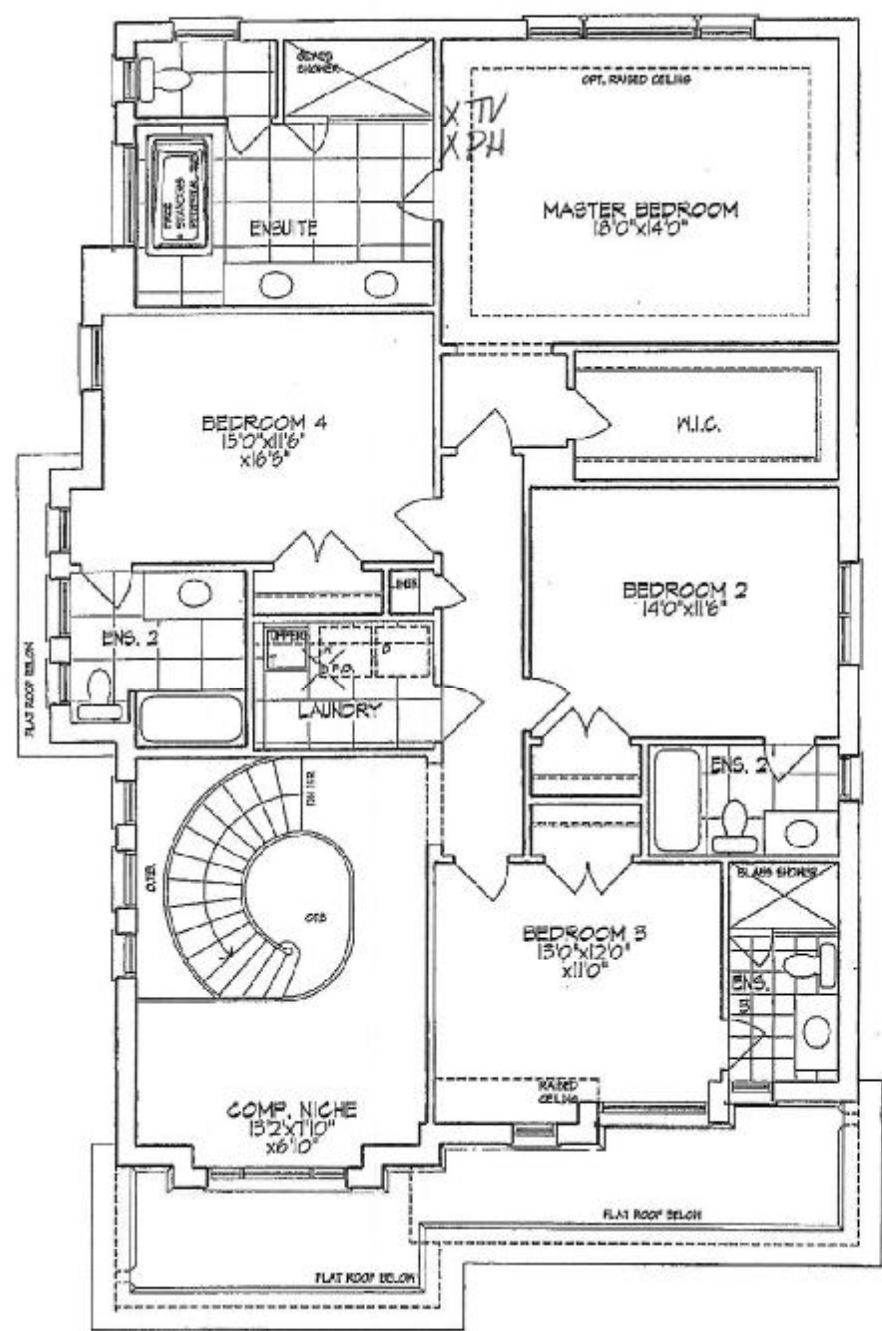 GLASS
SHOWER
OPT. RAISED CEILING
X TV
X PH
FREE
STANDING
ENSUITE
MASTER BEDROOM
18'0"x14'0"
BEDROOM 4
15'0"x11'6"
x16'8"
W.I.C.
BEDROOM 2
14'0"x11'6"
ENS. 2
LAUNDRY
D
F.D.
FLAT ROOF BELOW
ENS. 2
O.T.B.
OTB
GLASS SHOWER
BEDROOM 3
13'0"x12'0"
x11'0"
ENS.
RAISED
CEILING
COMP. NICHE
13'2"x7'10"
x6'10"
FLAT ROOF BELOW
FLAT ROOF BELOW